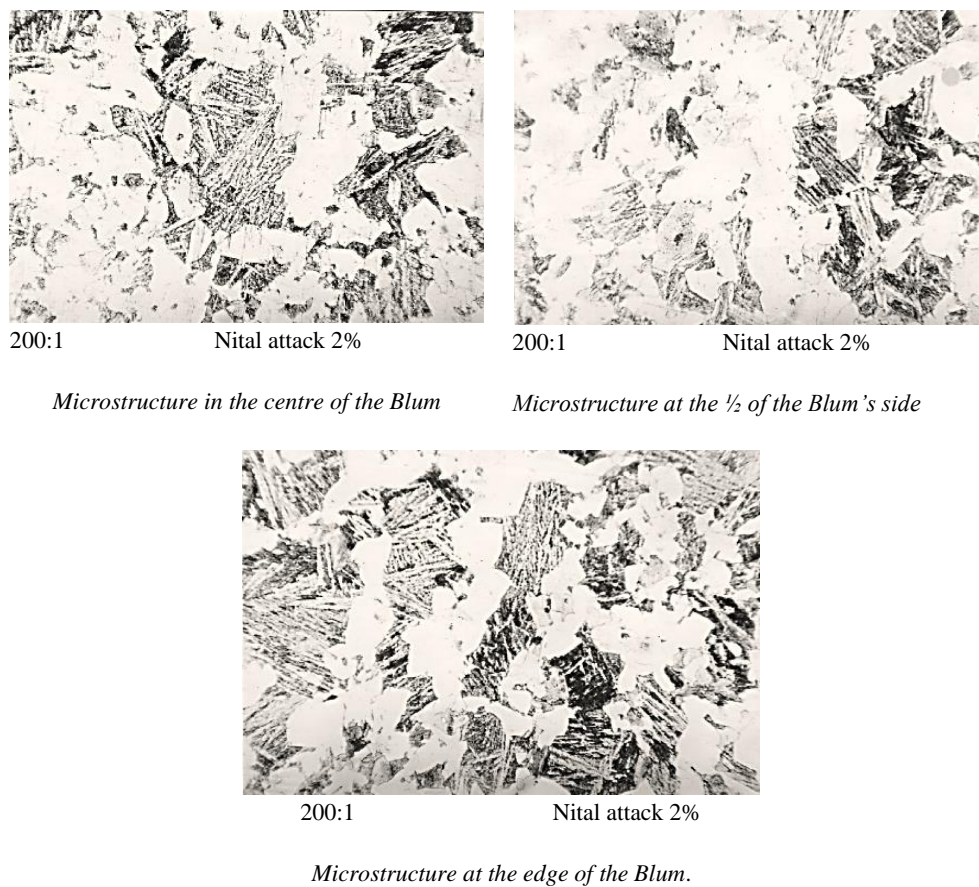 200:1 Nital attack 2%
200:1 Nital attack 2%
Microstructure in the centre of the Blum
Microstructure at the ½ of the Blum's side
200:1 Nital attack 2%
Microstructure at the edge of the Blum.